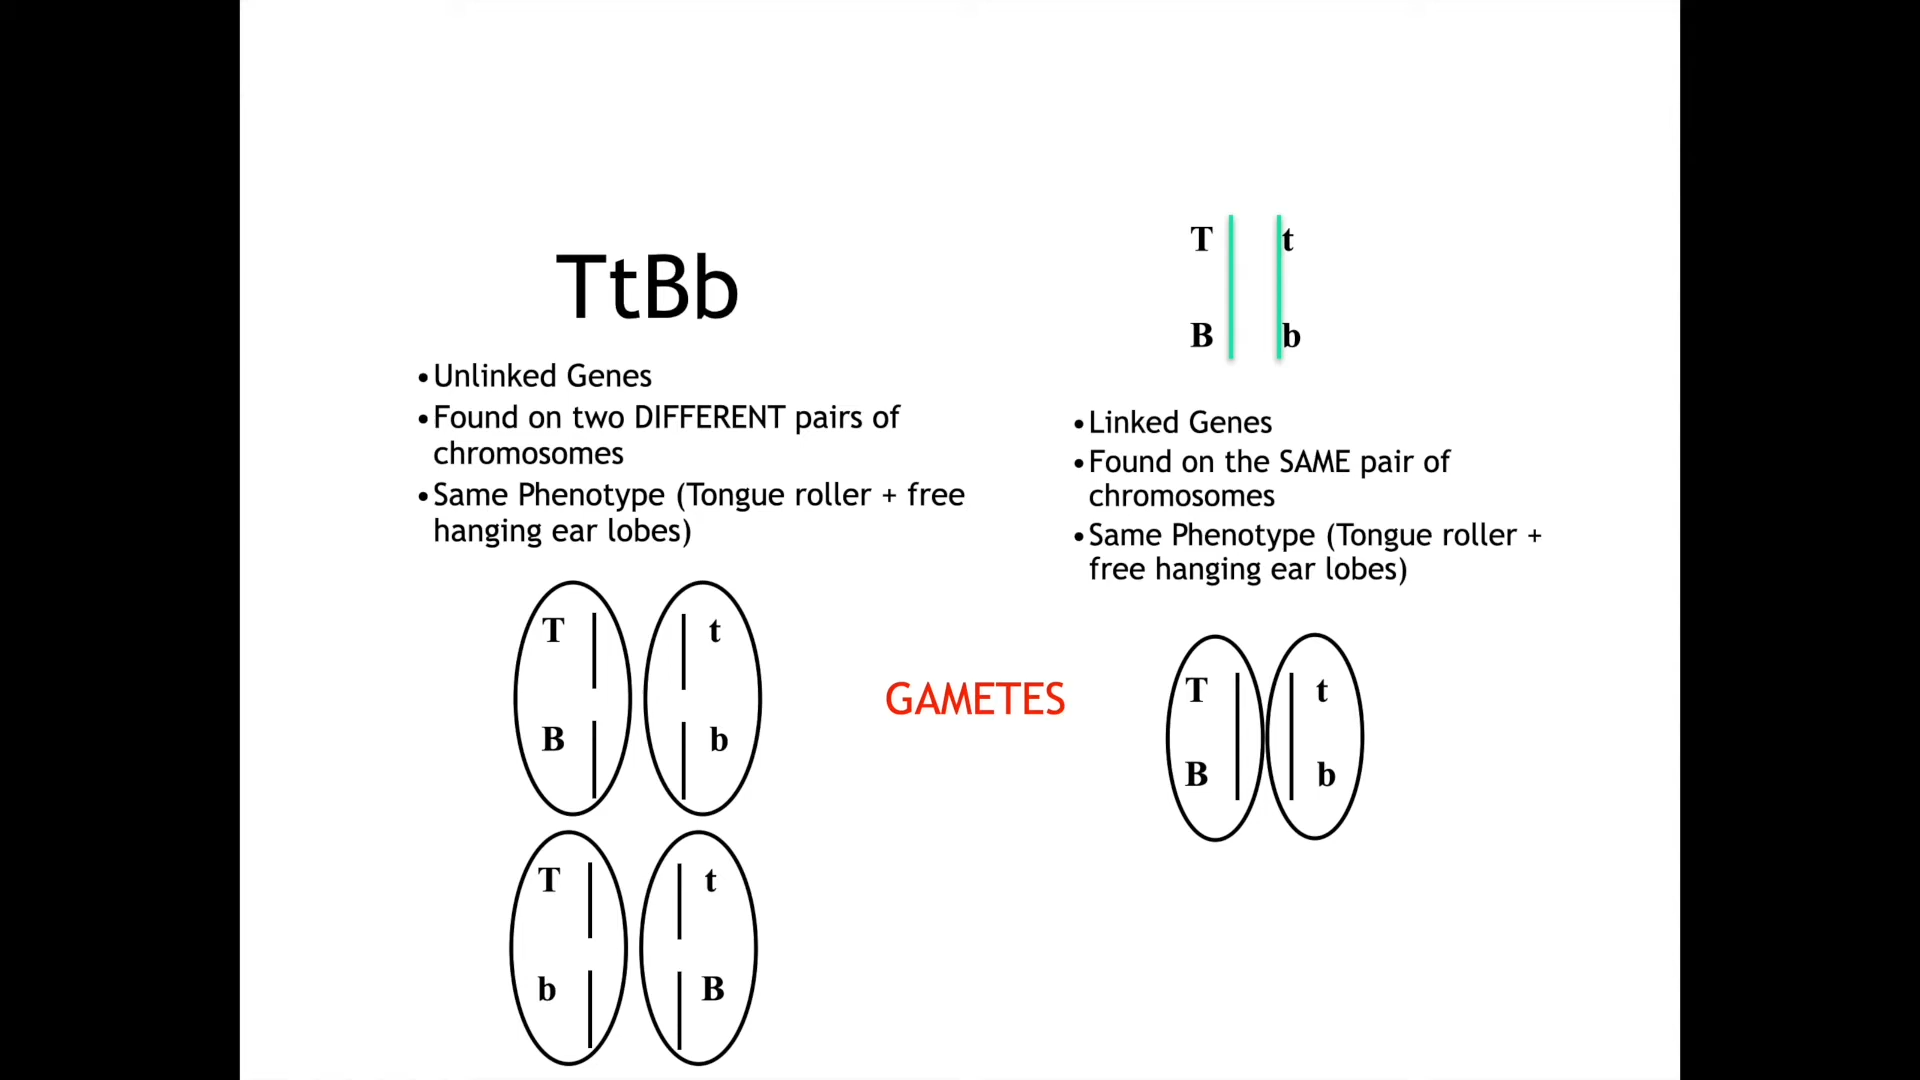 TtBb
•Unlinked Genes
•Found on two DIFFERENT pairs of
chromosomes
•Same Phenotype (Tongue roller + free
hanging ear lobes)
T t
B b
•Linked Genes
•Found on the SAME pair of
chromosomes
•Same Phenotype (Tongue roller +
free hanging ear lobes)
T t
B b
T t
b B
GAMETES
T t
B b